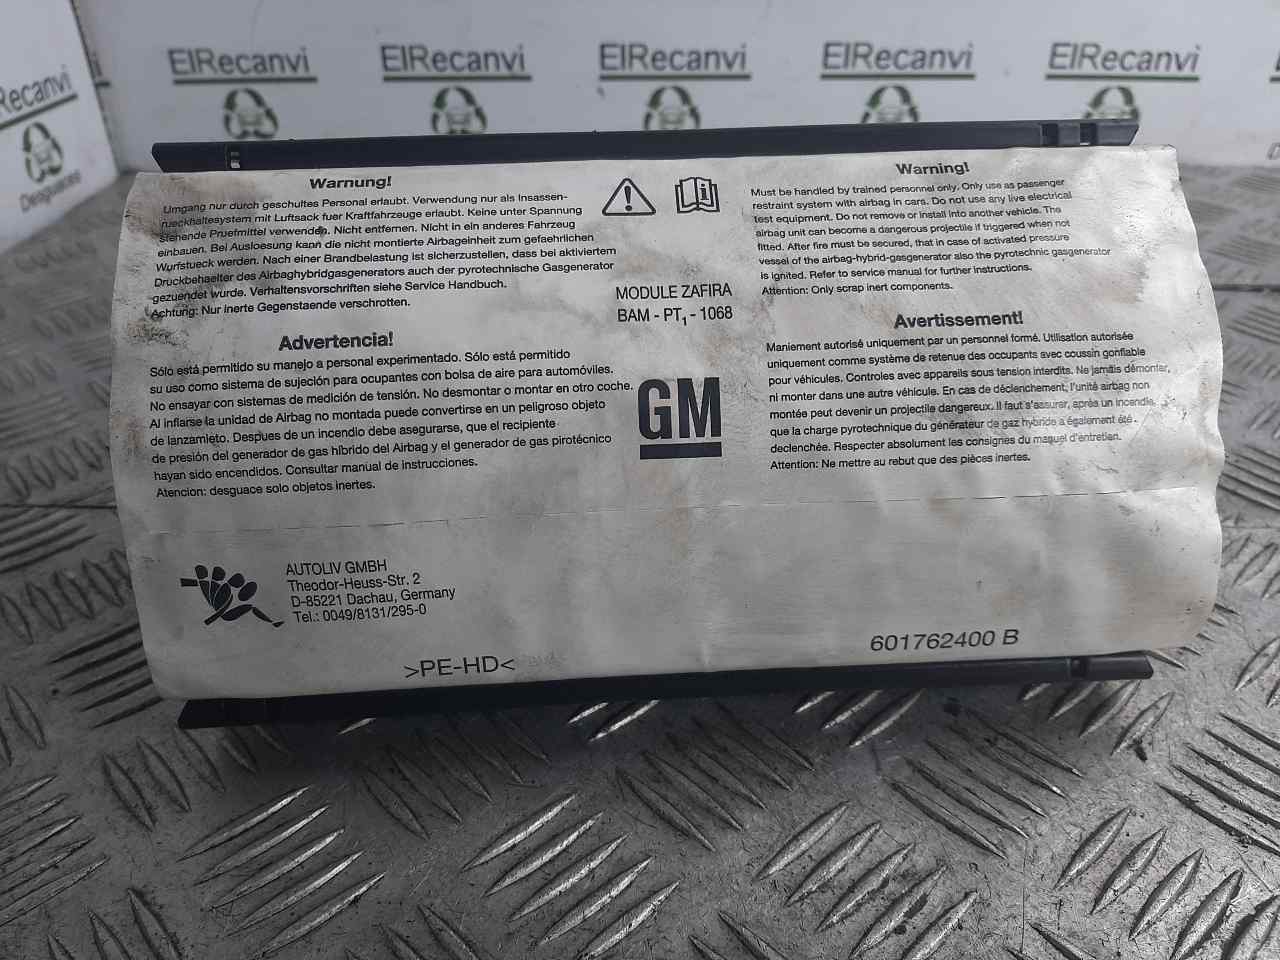 ElRecanvi
ElRecanvi
ElRecanvi
ElRecanvi
ElRecanvi
Recanvi
Desguaces
Warnung!
Umgang nur durch geschultes Personal erlaubt. Verwendung nur als Insassen-
rueckhaltesystem mit Luftsack fuer Kraftfahrzeuge erlaubt. Keine unter Spannung
stehende Pruefmittel verwenden. Nicht entfernen. Nicht in ein anderes Fahrzeug
einbauen. Bei Ausloesung kann die nicht montierte Airbageinheit zum gefaehrlichen
Wurfstueck werden. Nach einer Brandbelastung ist sicherzustellen, dass bei aktiviertem
Druckbehaelter des Airbaghybridgasgenerators auch der pyrotechnische Gasgenerator
gezuendet wurde. Verhaltensvorschriften siehe Service Handbuch.
Achtung: Nur inerte Gegenstaende verschrotten.
Warning!
Must be handled by trained personnel only. Only use as passenger
restraint system with airbag in cars. Do not use any live electrical
test equipment. Do not remove or install into another vehicle. The
airbag unit can become a dangerous projectile if triggered when not
fitted. After fire must be secured, that in case of activated pressure
vessel of the airbag-hybrid-gasgenerator also the pyrotechnic gasgenerator
is ignited. Refer to service manual for further instructions.
Attention: Only scrap inert components.
MODULE ZAFIRA
BAM - PT1 - 1068
Advertencia!
Sólo está permitido su manejo a personal experimentado. Sólo está permitido
su uso como sistema de sujeción para ocupantes con bolsa de aire para automóviles.
No ensayar con sistemas de medición de tensión. No desmontar o montar en otro coche.
Al inflarse la unidad de Airbag no montada puede convertirse en un peligroso objeto
de lanzamieto. Despues de un incendio debe asegurarse, que el recipiente
de presión del generador de gas híbrido del Airbag y el generador de gas pirotécnico
hayan sido encendidos. Consultar manual de instrucciones.
Atencion: desguace solo objetos inertes.
GM
Avertissement!
Maniement autorisé uniquement par un personnel formé. Utilisation autorisée
uniquement comme système de retenue des occupants avec coussin gonflable
pour véhicules. Controles avec appareils sous tension interdits. Ne jamais démonter,
ni monter dans une autre véhicule. En cas de déclenchement, l'unité airbag non
montée peut devenir un projectile dangereux. Il faut s'assurer, après un incendie,
que la charge pyrotechnique du générateur de gaz hybride a également été
declenchée. Respecter absolument les consignes du manuel d'entretien.
Attention: Ne mettre au rebut que des pièces inertes.
AUTOLIV GMBH
Theodor-Heuss-Str. 2
D-85221 Dachau, Germany
Tel.: 0049/8131/295-0
>PE-HD<
601762400 B